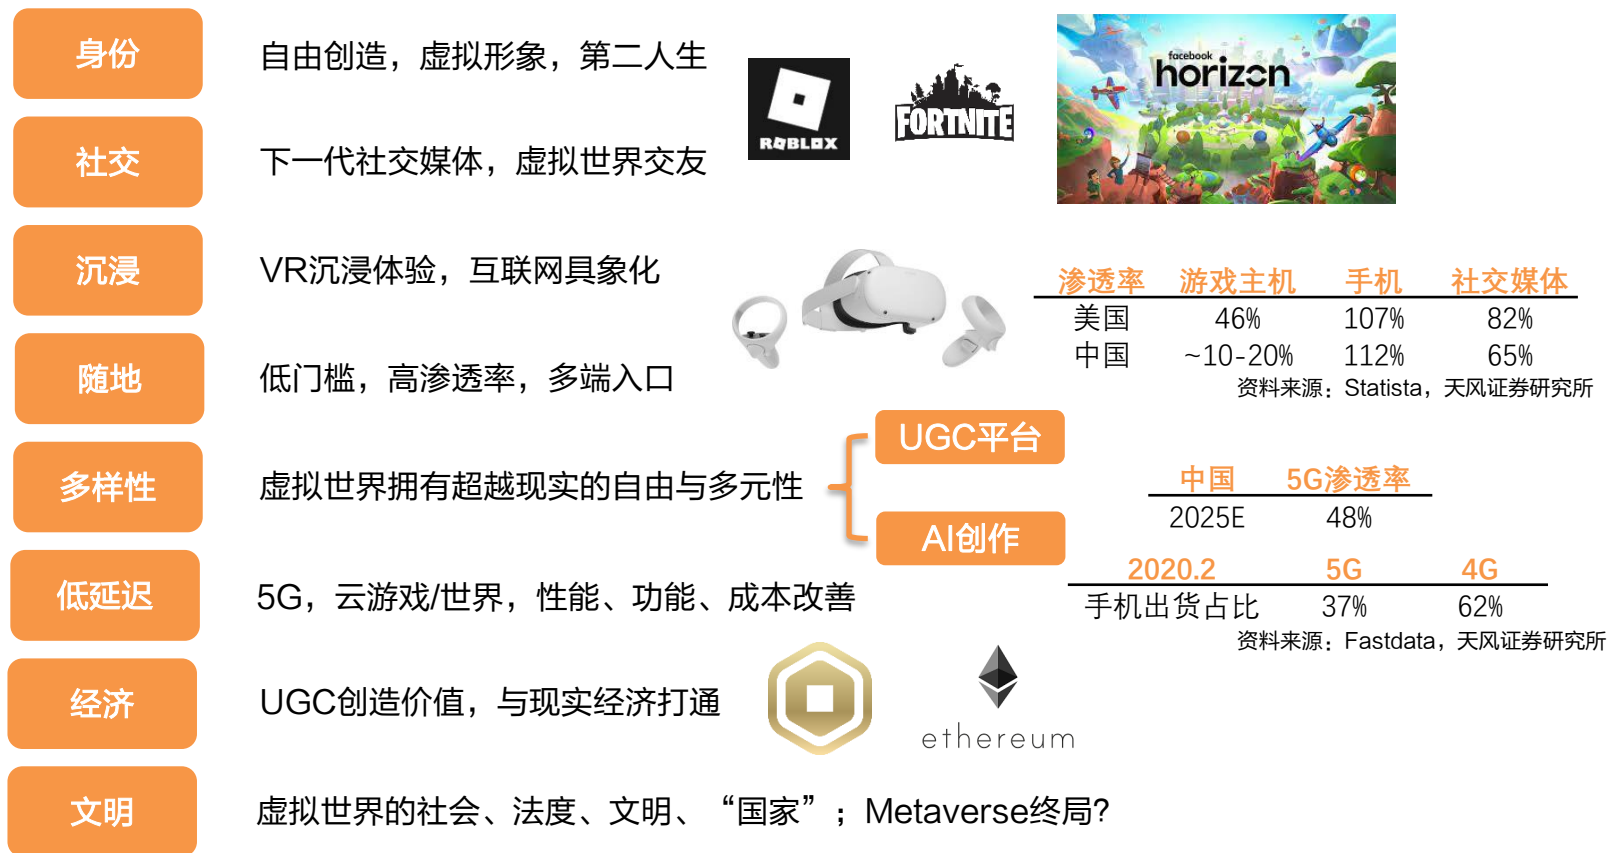 身份
自由创造，虚拟形象，第二人生
ROBLOX
FORTNITE
facebook
horizon
社交
下一代社交媒体，虚拟世界交友
沉浸
VR沉浸体验，互联网具象化
渗透率 游戏主机 手机 社交媒体
美国 46% 107% 82%
中国 ~10-20% 112% 65%
资料来源：Statista，天风证券研究所
随地
低门槛，高渗透率，多端入口
多样性
虚拟世界拥有超越现实的自由与多元性
UGC平台
AI创作
中国 5G渗透率
2025E 48%
2020.2 5G 4G
手机出货占比 37% 62%
资料来源：Fastdata，天风证券研究所
低延迟
5G，云游戏/世界，性能、功能、成本改善
经济
UGC创造价值，与现实经济打通
ethereum
文明
虚拟世界的社会、法度、文明、“国家”；Metaverse终局?